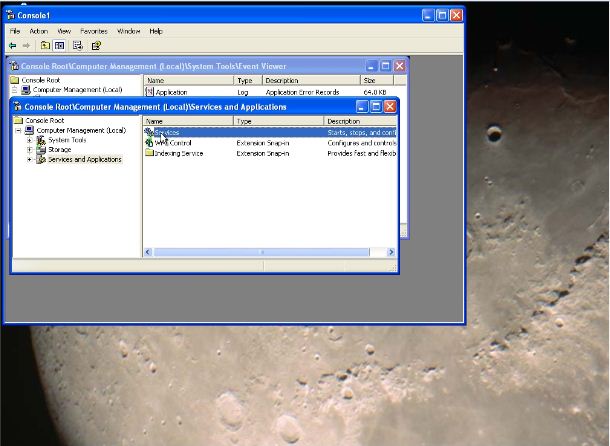 Console1
File Action View Favorites Window Help
Console Root\Computer Management (Local)\System Tools\Event Viewer
Console Root
Computer Management (Local)
Name Type Description Size
Application Log Application Error Records 64.0 KB
Console Root\Computer Management (Local)\Services and Applications
Console Root
Computer Management (Local)
System Tools
Storage
Services and Applications
Name Type Description
Services Starts, stops, and confi
WMI Control Extension Snap-in Configures and controls
Indexing Service Extension Snap-in Provides fast and flexib